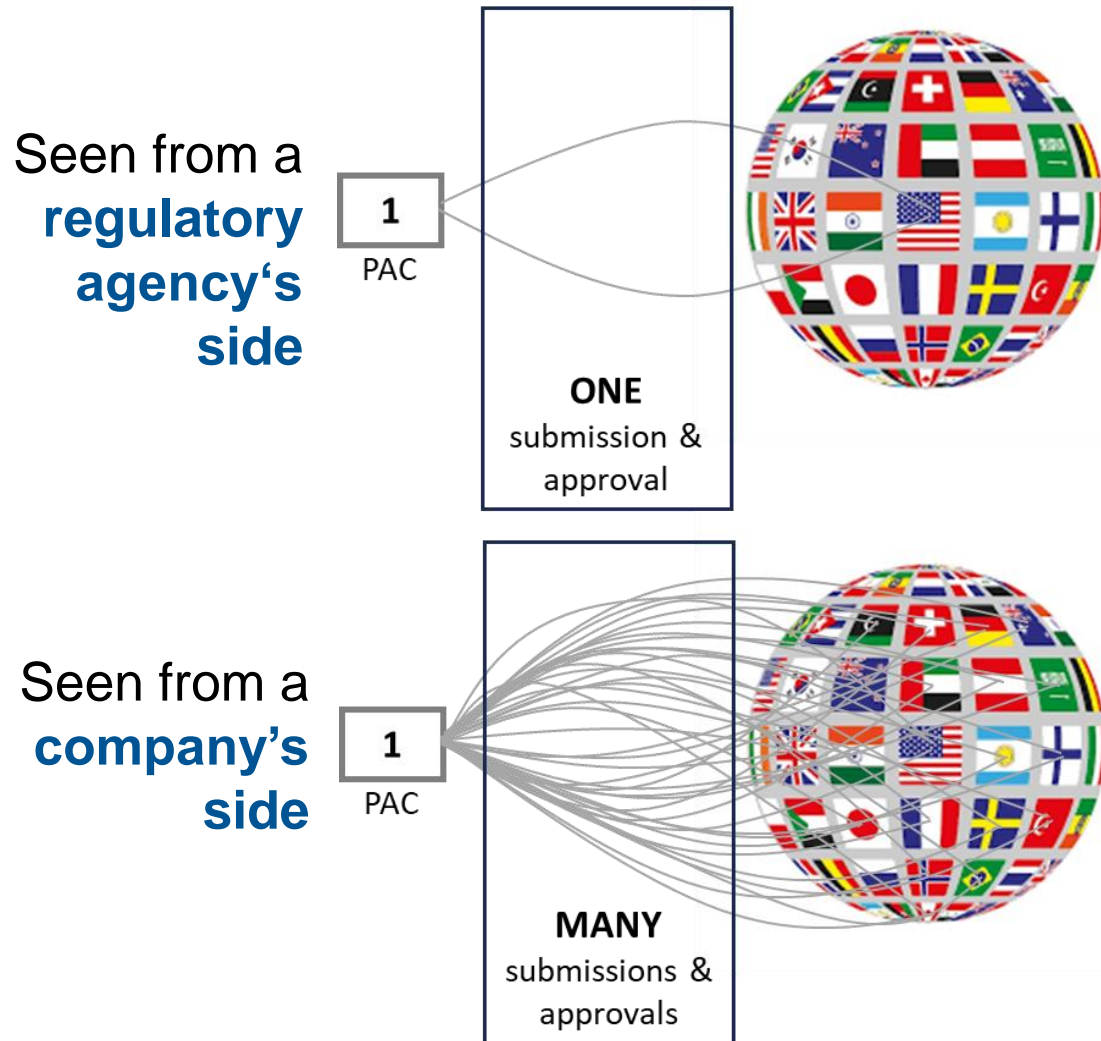 Seen from a
regulatory
agency‘s
side
1
PAC
ONE
submission &
approval
Seen from a
company’s
side
1
PAC
MANY
submissions &
approvals